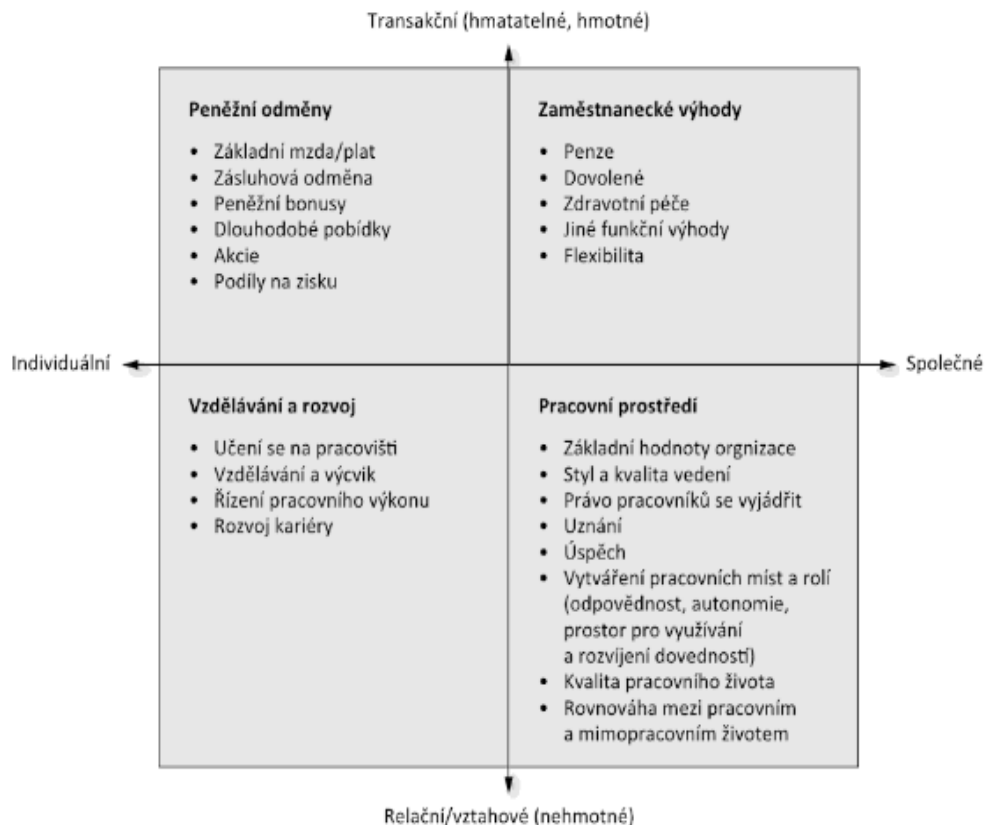 Transakční (hmatatelné, hmotné)
Peněžní odměny
• Základní mzda/plat
• Zásluhová odměna
• Peněžní bonusy
• Dlouhodobé pobídky
• Akcie
• Podíly na zisku
Zaměstnanecké výhody
• Penze
• Dovolené
• Zdravotní péče
• Jiné funkční výhody
• Flexibilita
Individuální
Společné
Vzdělávání a rozvoj
• Učení se na pracovišti
• Vzdělávání a výcvik
• Řízení pracovního výkonu
• Rozvoj kariéry
Pracovní prostředí
• Základní hodnoty orgnizace
• Styl a kvalita vedení
• Právo pracovníků se vyjádřit
• Uznání
• Úspěch
• Vytváření pracovních míst a rolí
(odpovědnost, autonomie,
prostor pro využívání
a rozvíjení dovedností)
• Kvalita pracovního života
• Rovnováha mezi pracovním
a mimopracovním životem
Relační/vztahové (nehmotné)